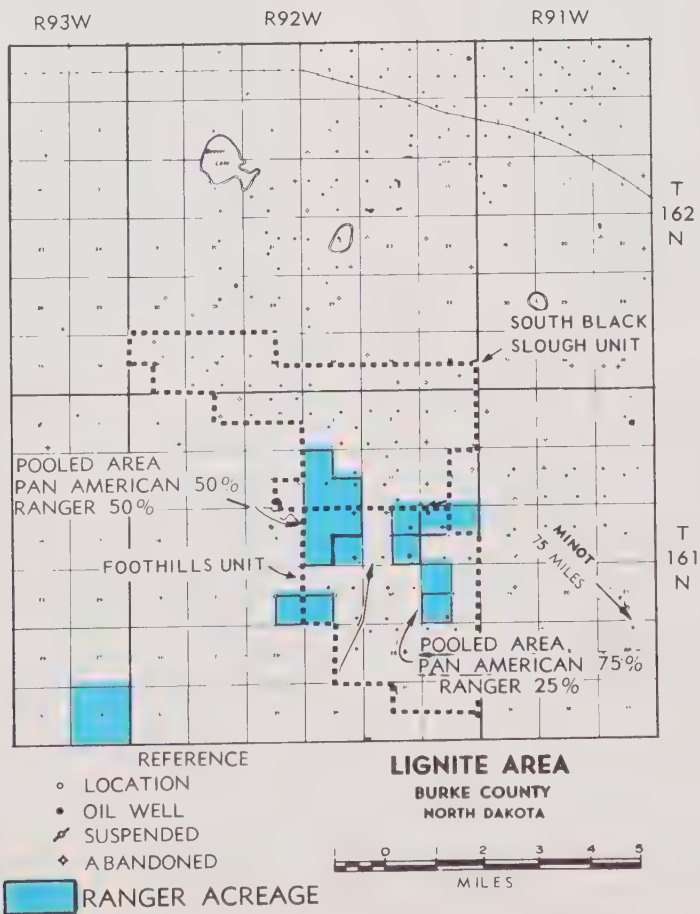 R93W R92W R91W
T
162
N
SOUTH BLACK
SLOUGH UNIT
POOLED AREA
PAN AMERICAN 50%
RANGER 50%
FOOTHILLS UNIT
MINOT
75 MILES
T
161
N
POOLED AREA,
PAN AMERICAN 75%
RANGER 25%
REFERENCE
LOCATION
OIL WELL
SUSPENDED
ABANDONED
RANGER ACREAGE
LIGNITE AREA
BURKE COUNTY
NORTH DAKOTA
1 0 1 2 3 4 5
MILES